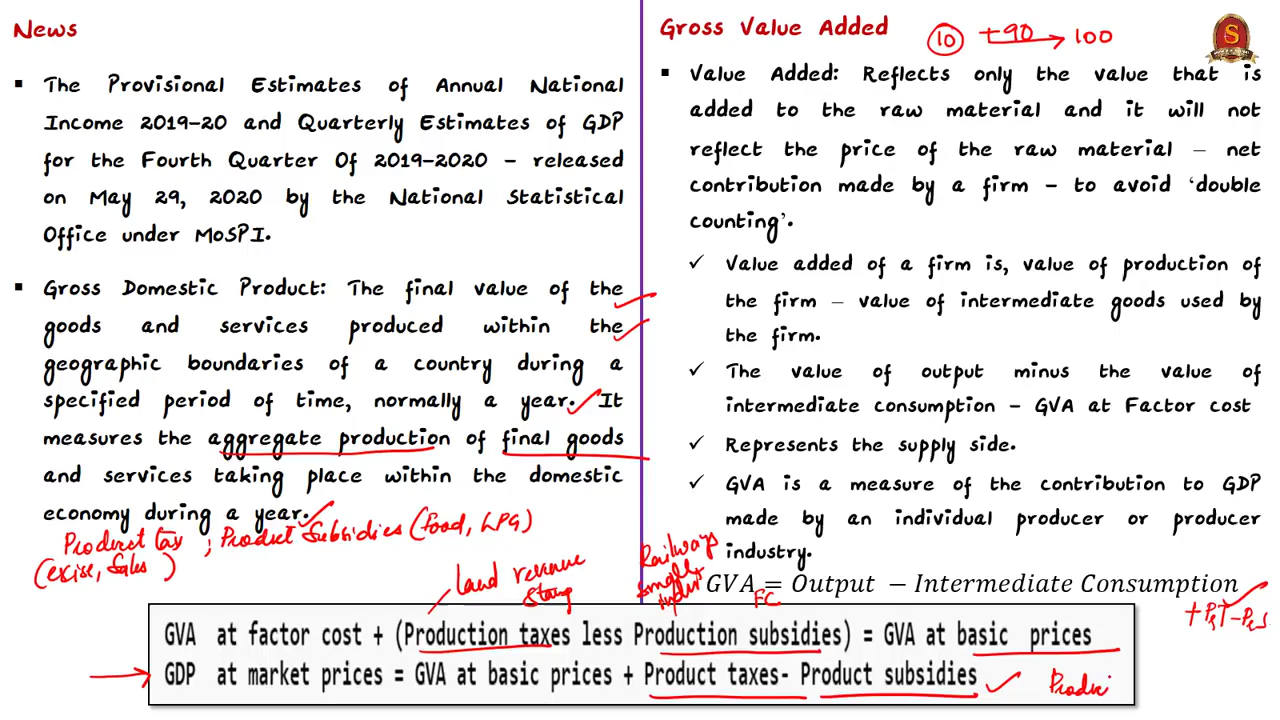 News
▪ The Provisional Estimates of Annual National
Income 2019-20 and Quarterly Estimates of GDP
for the Fourth Quarter Of 2019-2020 – released
on May 29, 2020 by the National Statistical
Office under MoSPI.
▪ Gross Domestic Product: The final value of the
goods and services produced within the
geographic boundaries of a country during a
specified period of time, normally a year. It
measures the aggregate production of final goods
and services taking place within the domestic
economy during a year.
Product tax ; Product Subsidies (food, LPG)
(excise, Sales)
Gross Value Added
10 +90 → 100
S
▪ Value Added: Reflects only the value that is
added to the raw material and it will not
reflect the price of the raw material – net
contribution made by a firm – to avoid ‘double
counting’.
✓ Value added of a firm is, value of production of
the firm – value of intermediate goods used by
the firm.
✓ The value of output minus the value of
intermediate consumption – GVA at Factor cost
✓ Represents the supply side.
✓ GVA is a measure of the contribution to GDP
made by an individual producer or producer
industry.
GVA = Output − Intermediate Consumption
FC
land revenue
Stamp
Railways
small
GVA at factor cost + (Production taxes less Production subsidies) = GVA at basic prices
GDP at market prices = GVA at basic prices + Product taxes- Product subsidies
Produc